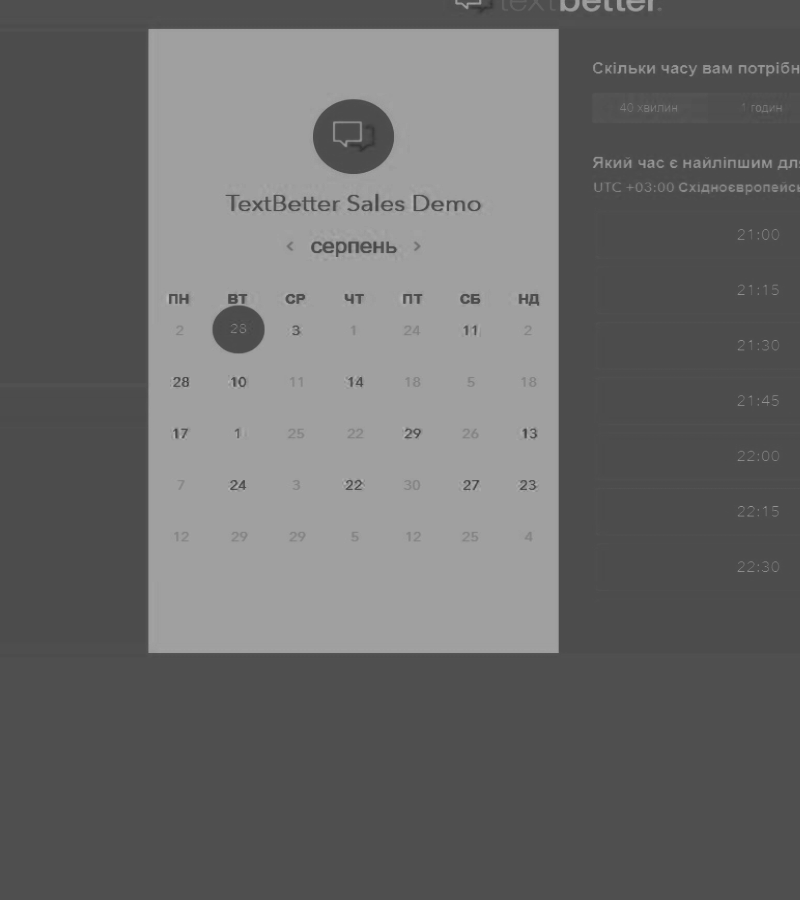 textbetter.
TextBetter Sales Demo
‹ серпень ›
ПН ВТ СР ЧТ ПТ СБ НД
2 28 3 1 24 11 2
28 10 11 14 18 5 18
17 1 25 22 29 26 13
7 24 3 22 30 27 23
12 29 29 5 12 25 4
Скільки часу вам потрібн
40 хвилин 1 годин
Який час є найліпшим дл
UTC +03:00 Східноєвропейсь
21:00
21:15
21:30
21:45
22:00
22:15
22:30